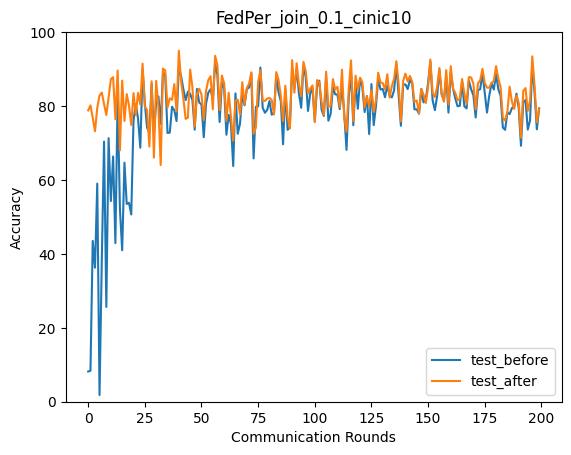 FedPer_join_0.1_cinic10
100
80
60
40
20
0
Accuracy
0 25 50 75 100 125 150 175 200
Communication Rounds
test_before
test_after